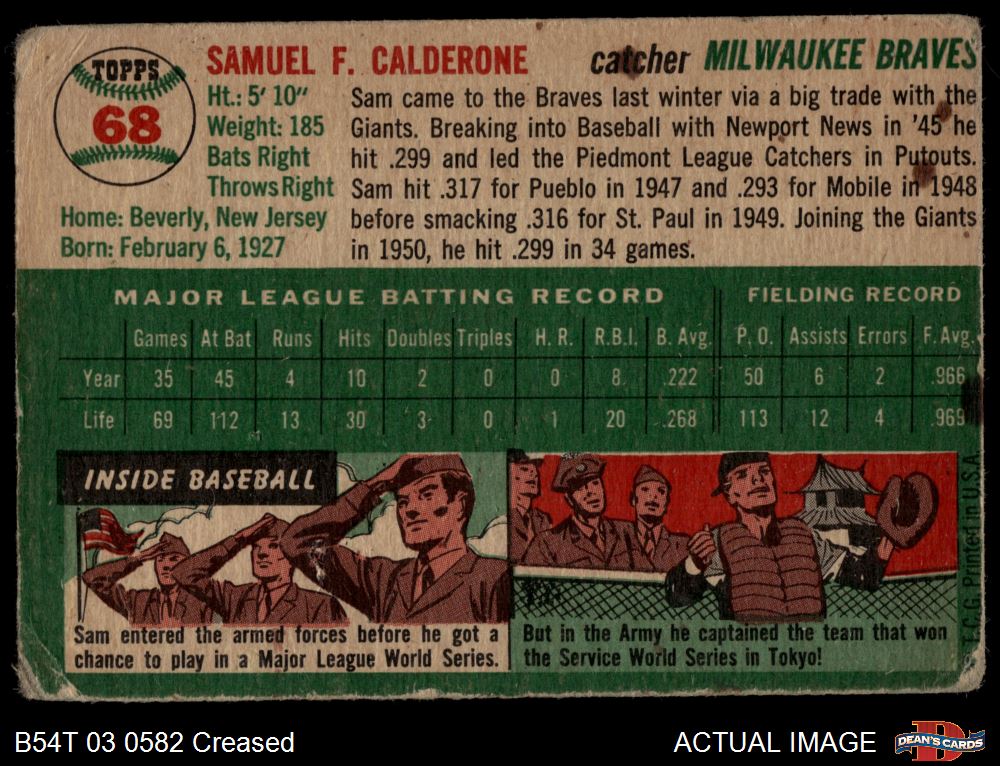 TOPPS
68
SAMUEL F. CALDERONE catcher MILWAUKEE BRAVES
Ht.: 5' 10"
Weight: 185
Bats Right
Throws Right
Home: Beverly, New Jersey
Born: February 6, 1927
Sam came to the Braves last winter via a big trade with the
Giants. Breaking into Baseball with Newport News in '45 he
hit .299 and led the Piedmont League Catchers in Putouts.
Sam hit .317 for Pueblo in 1947 and .293 for Mobile in 1948
before smacking .316 for St. Paul in 1949. Joining the Giants
in 1950, he hit .299 in 34 games.
MAJOR LEAGUE BATTING RECORD FIELDING RECORD
Games At Bat Runs Hits Doubles Triples H. R. R.B.I. B. Avg. P. O. Assists Errors F. Avg.
Year 35 45 4 10 2 0 0 8 .222 50 6 2 .966
Life 69 112 13 30 3 0 1 20 .268 113 12 4 .969
INSIDE BASEBALL
Sam entered the armed forces before he got a
chance to play in a Major League World Series.
But in the Army he captained the team that won
the Service World Series in Tokyo!
T.C.G. Printed in U.S.A.
B54T 03 0582 Creased
ACTUAL IMAGE
DEAN'S CARDS